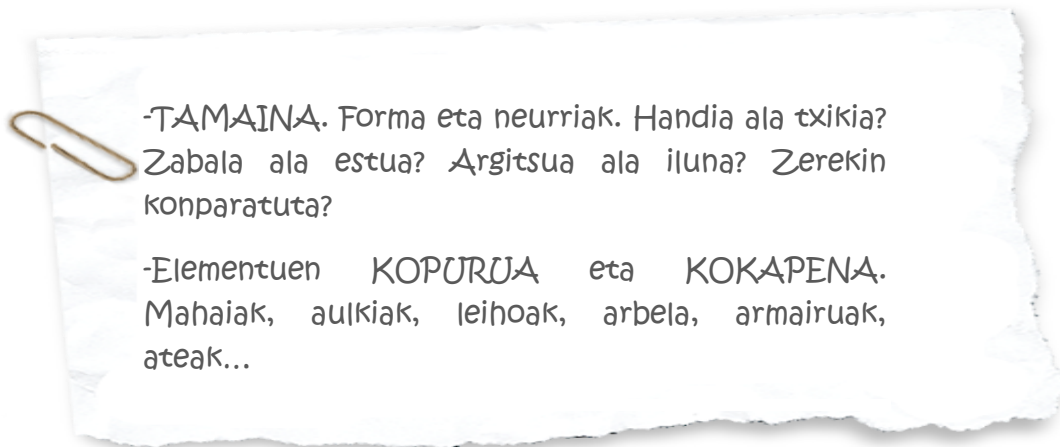 -TAMAINA. Forma eta neurriak. Handia ala txikia?
Zabala ala estua? Argitsua ala iluna? Zerekin
konparatuta?
-Elementuen KOPURUA eta KOKAPENA.
Mahaiak, aulkiak, leihoak, arbela, armairuak,
ateak...